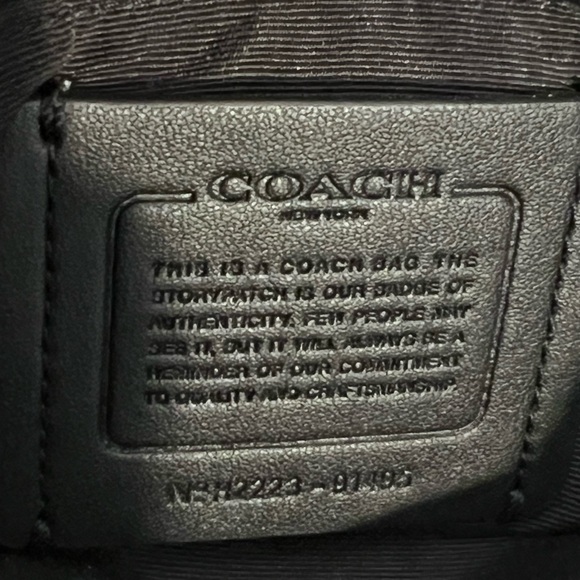 COACH
NEW YORK
THIS IS A COACH BAG. THE
STORYPATCH IS OUR BADGE OF
AUTHENTICITY. FEW PEOPLE MAY
SEE IT, BUT IT WILL ALWAYS BE A
REMINDER OF OUR COMMITMENT
TO QUALITY AND CRAFTSMANSHIP